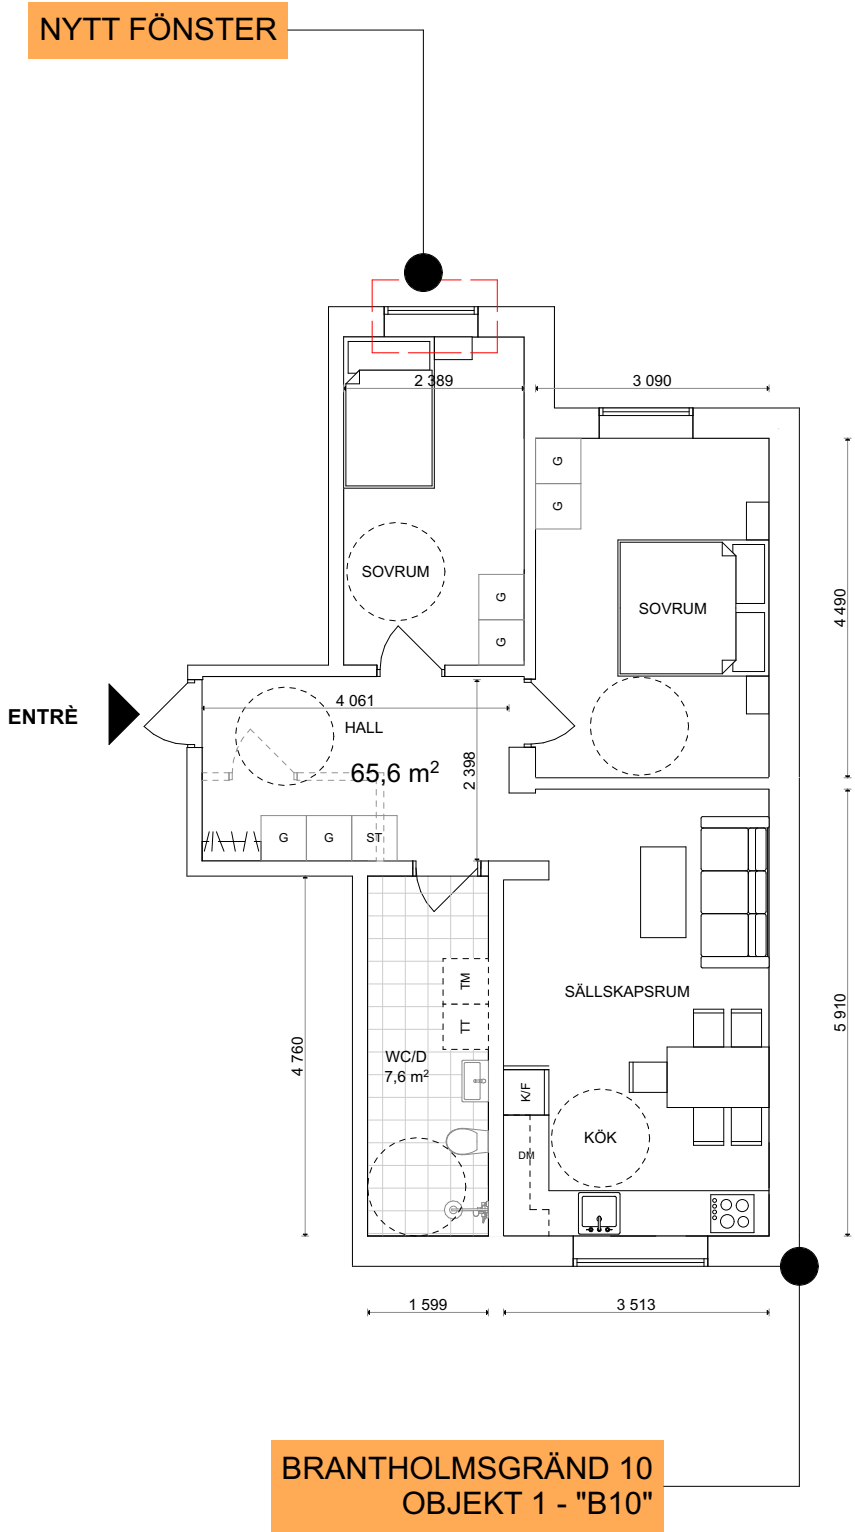 NYTT FÖNSTER
2 389
3 090
G
G
SOVRUM
G
G
SOVRUM
4 490
ENTRÈ
4 061
HALL
65,6 m²
2 398
G
G
ST
TM
TT
SÄLLSKAPSRUM
5 910
4 760
WC/D
7,6 m²
K/F
KÖK
DM
1 599
3 513
BRANTHOLMSGRÄND 10
OBJEKT 1 - "B10"